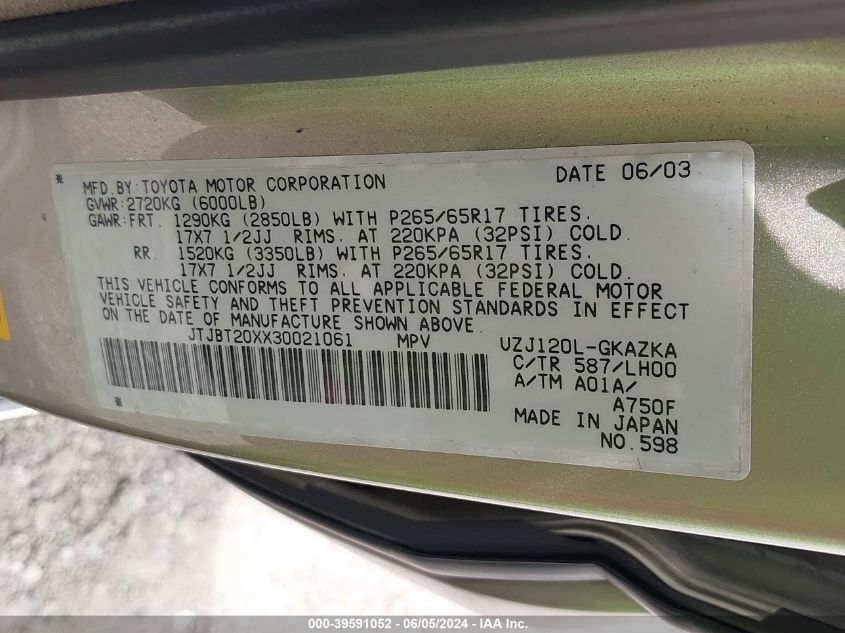 * MFD.BY:TOYOTA MOTOR CORPORATION DATE 06/03
GVWR:2720KG (6000LB)
GAWR:FRT. 1290KG (2850LB) WITH P265/65R17 TIRES.
17X7 1/2JJ RIMS. AT 220KPA (32PSI) COLD.
RR. 1520KG (3350LB) WITH P265/65R17 TIRES.
17X7 1/2JJ RIMS. AT 220KPA (32PSI) COLD.
THIS VEHICLE CONFORMS TO ALL APPLICABLE FEDERAL MOTOR
VEHICLE SAFETY AND THEFT PREVENTION STANDARDS IN EFFECT
ON THE DATE OF MANUFACTURE SHOWN ABOVE.
JTJBT20XX30021061 MPV VZJ120L-GKAZKA
C/TR 587/LH00
A/TM A01A/
A750F
*
MADE IN JAPAN
NO.598
000-39591052 - 06/05/2024 - IAA Inc.